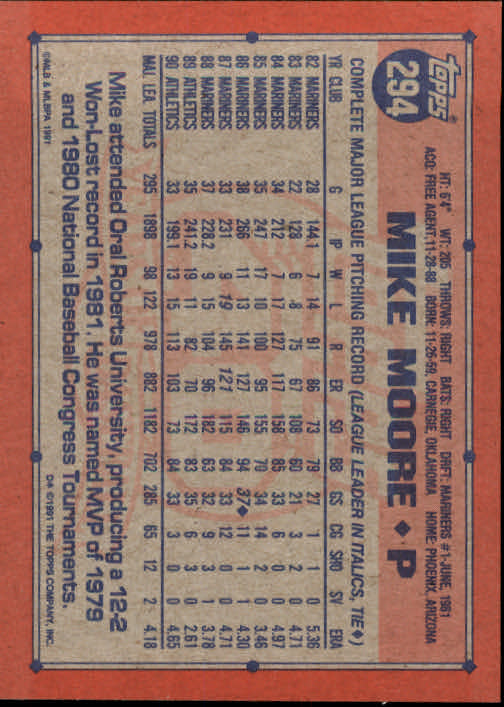 TOPPS®
294
HT: 6'4" WT: 205 THROWS: RIGHT BATS: RIGHT DRFT: MARINERS #1-JUNE, 1981
ACQ: FREE AGENT, 11-28-88 BORN: 11-26-59, CARNEGIE, OKLAHOMA HOME: PHOENIX, ARIZONA
MIKE MOORE ♦ P
COMPLETE MAJOR LEAGUE PITCHING RECORD (LEAGUE LEADER IN ITALICS, TIE♦)
YR CLUB G IP W L R ER SO BB GS CG SHO SV ERA
82 MARINERS 28 144.1 7 14 91 86 73 79 27 1 1 0 5.36
83 MARINERS 22 128 6 8 75 67 108 60 21 3 2 0 4.71
84 MARINERS 34 212 7 17 127 117 158 85 33 6 0 0 4.97
85 MARINERS 35 247 17 10 100 95 155 70 34 14 2 0 3.46
86 MARINERS 38 266 11 13 141 127 146 94 37♦ 11 1 1 4.30
87 MARINERS 33 231 9 19 145 121 115 84 33 12 0 0 4.71
88 MARINERS 37 228.2 9 15 104 96 182 63 32 9 3 1 3.78
89 ATHLETICS 35 241.2 19 11 82 70 172 83 35 6 3 0 2.61
90 ATHLETICS 33 199.1 13 15 113 103 73 84 33 3 0 0 4.65
MAJ. LEA. TOTALS 295 1898 98 122 978 882 1182 702 285 65 12 2 4.18
Mike attended Oral Roberts University, producing a 12-2
Won-Lost record in 1981. He was named MVP of 1979
and 1980 National Baseball Congress Tournaments.
©MLB & MLBPA 1991
D* ©1991 THE TOPPS COMPANY, INC.